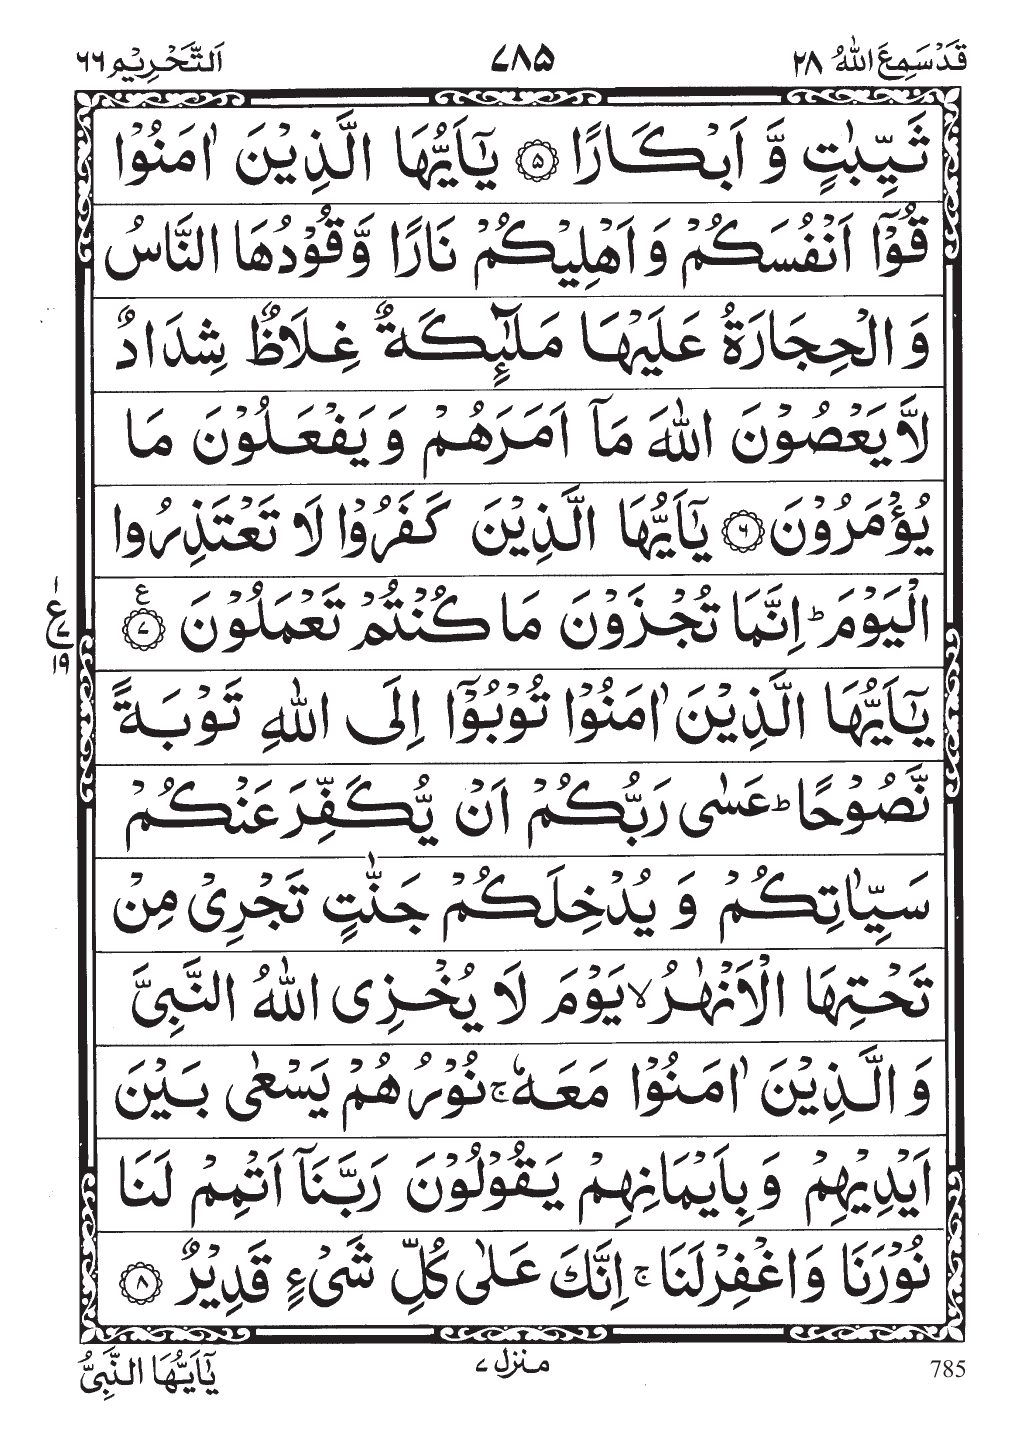 قَدْ سَمِعَ اللّٰهُ ٢٨
٧٨٥
اَلتَّحْرِيْم ٦٦
ثَيِّبٰتٍ وَّ اَبْكَارًا ۝٥ يٰٓاَيُّهَا الَّذِيْنَ اٰمَنُوْا
قُوْٓا اَنْفُسَكُمْ وَ اَهْلِيْكُمْ نَارًا وَّقُوْدُهَا النَّاسُ
وَ الْحِجَارَةُ عَلَيْهَا مَلٰٓئِكَةٌ غِلَاظٌ شِدَادٌ
لَّا يَعْصُوْنَ اللّٰهَ مَآ اَمَرَهُمْ وَ يَفْعَلُوْنَ مَا
يُؤْمَرُوْنَ ۝٦ يٰٓاَيُّهَا الَّذِيْنَ كَفَرُوْا لَا تَعْتَذِرُوا
الْيَوْمَ ؕ اِنَّمَا تُجْزَوْنَ مَا كُنْتُمْ تَعْمَلُوْنَ ۝٧ ع
١
ع
٧
١٩
يٰٓاَيُّهَا الَّذِيْنَ اٰمَنُوْا تُوْبُوْٓا اِلَى اللّٰهِ تَوْبَةً
نَّصُوْحًا ؕ عَسٰى رَبُّكُمْ اَنْ يُّكَفِّرَ عَنْكُمْ
سَيِّاٰتِكُمْ وَ يُدْخِلَكُمْ جَنّٰتٍ تَجْرِيْ مِنْ
تَحْتِهَا الْاَنْهٰرُ ۙ يَوْمَ لَا يُخْزِى اللّٰهُ النَّبِيَّ
وَ الَّذِيْنَ اٰمَنُوْا مَعَهٗ ۚ نُوْرُهُمْ يَسْعٰى بَيْنَ
اَيْدِيْهِمْ وَ بِاَيْمَانِهِمْ يَقُوْلُوْنَ رَبَّنَآ اَتْمِمْ لَنَا
نُوْرَنَا وَ اغْفِرْ لَنَا ۚ اِنَّكَ عَلٰى كُلِّ شَيْءٍ قَدِيْرٌ ۝٨
785
منزل ٧
يٰٓاَيُّهَا النَّبِيُّ